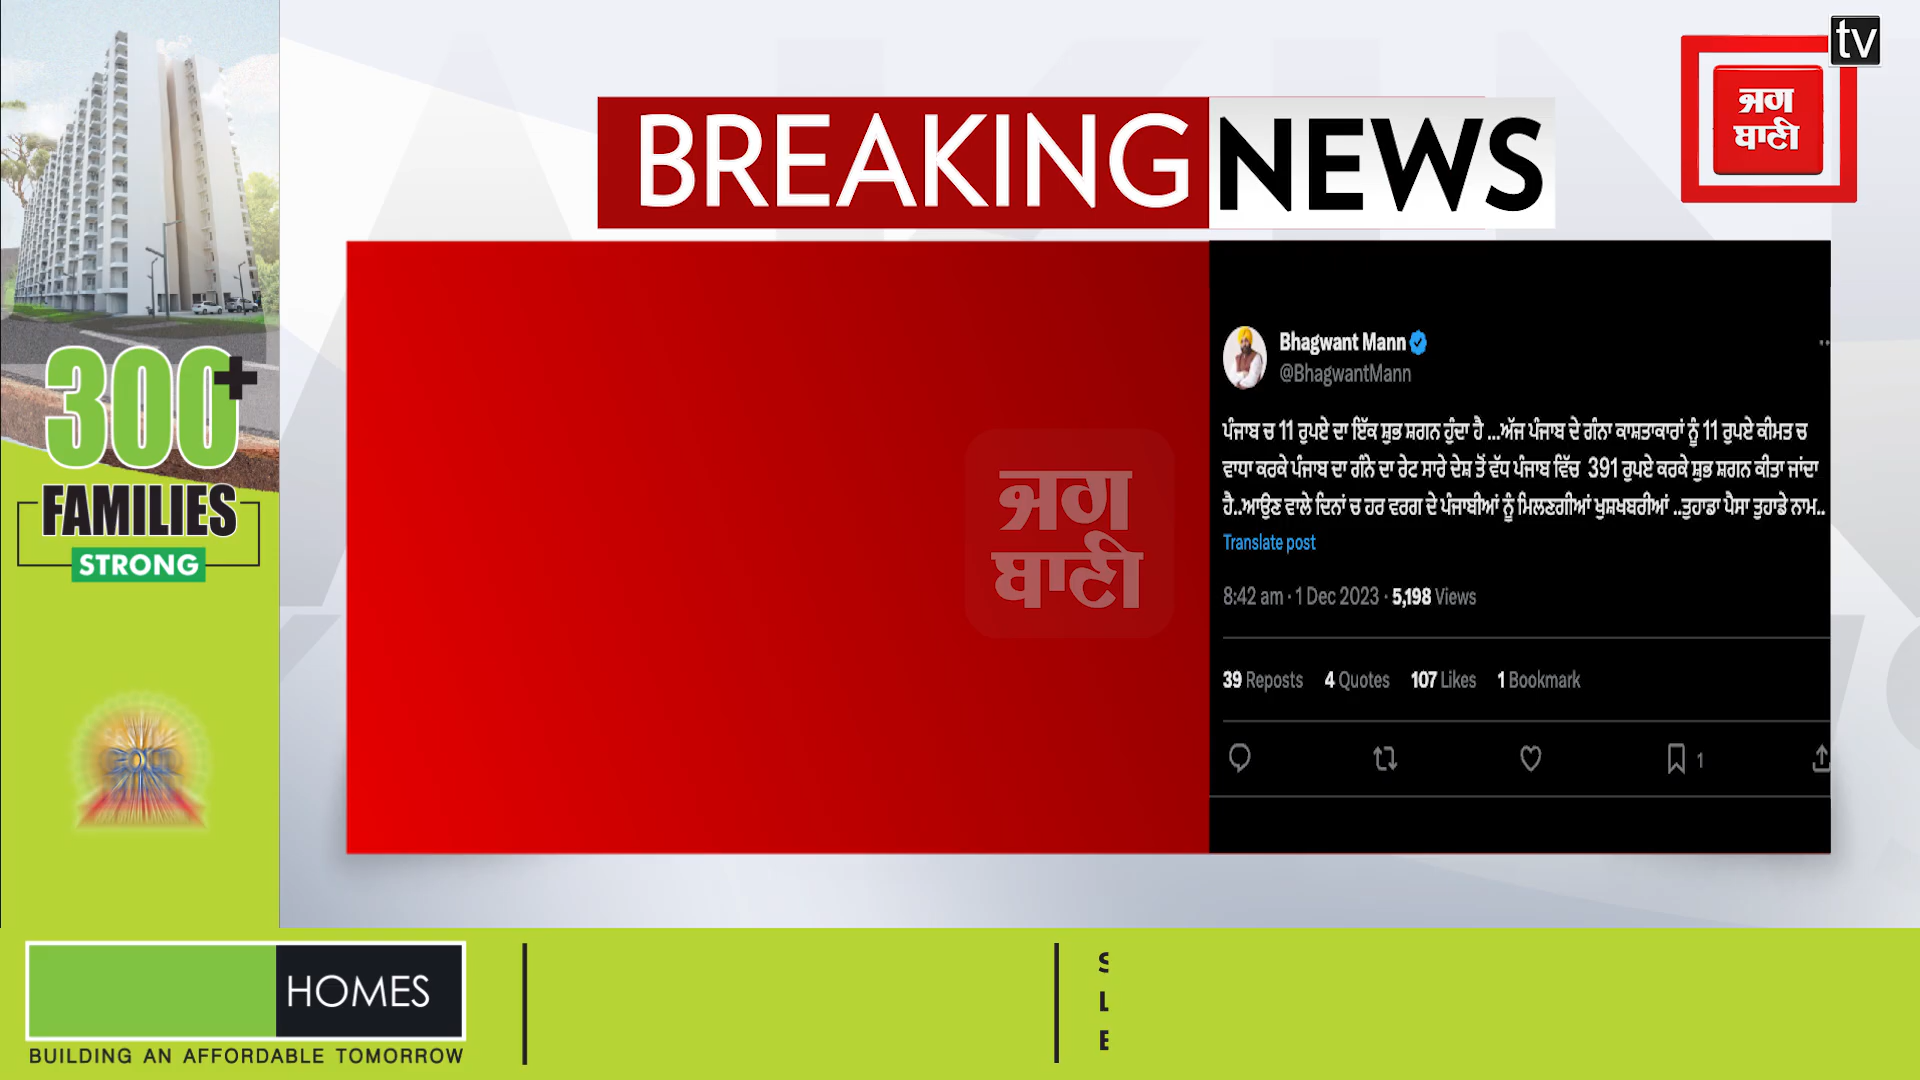 tv
ਜਗ
ਬਾਣੀ
BREAKING NEWS
300+
FAMILIES
STRONG
Bhagwant Mann
@BhagwantMann
ਪੰਜਾਬ ਚ 11 ਰੁਪਏ ਦਾ ਇੱਕ ਸ਼ੁਭ ਸ਼ਗਨ ਹੁੰਦਾ ਹੈ ...ਅੱਜ ਪੰਜਾਬ ਦੇ ਗੰਨਾ ਕਾਸ਼ਤਾਕਾਰਾਂ ਨੂੰ 11 ਰੁਪਏ ਕੀਮਤ ਚ
ਵਾਧਾ ਕਰਕੇ ਪੰਜਾਬ ਦਾ ਗੰਨੇ ਦਾ ਰੇਟ ਸਾਰੇ ਦੇਸ਼ ਤੋਂ ਵੱਧ ਪੰਜਾਬ ਵਿੱਚ 391 ਰੁਪਏ ਕਰਕੇ ਸ਼ੁਭ ਸ਼ਗਨ ਕੀਤਾ ਜਾਂਦਾ
ਹੈ..ਆਉਣ ਵਾਲੇ ਦਿਨਾਂ ਚ ਹਰ ਵਰਗ ਦੇ ਪੰਜਾਬੀਆਂ ਨੂੰ ਮਿਲਣਗੀਆਂ ਖੁਸ਼ਖਬਰੀਆਂ ..ਤੁਹਾਡਾ ਪੈਸਾ ਤੁਹਾਡੇ ਨਾਮ..
Translate post
8:42 am · 1 Dec 2023 · 5,198 Views
39 Reposts 4 Quotes 107 Likes 1 Bookmark
1
ਜਗ
ਬਾਣੀ
HOMES
BUILDING AN AFFORDABLE TOMORROW
S
L
E